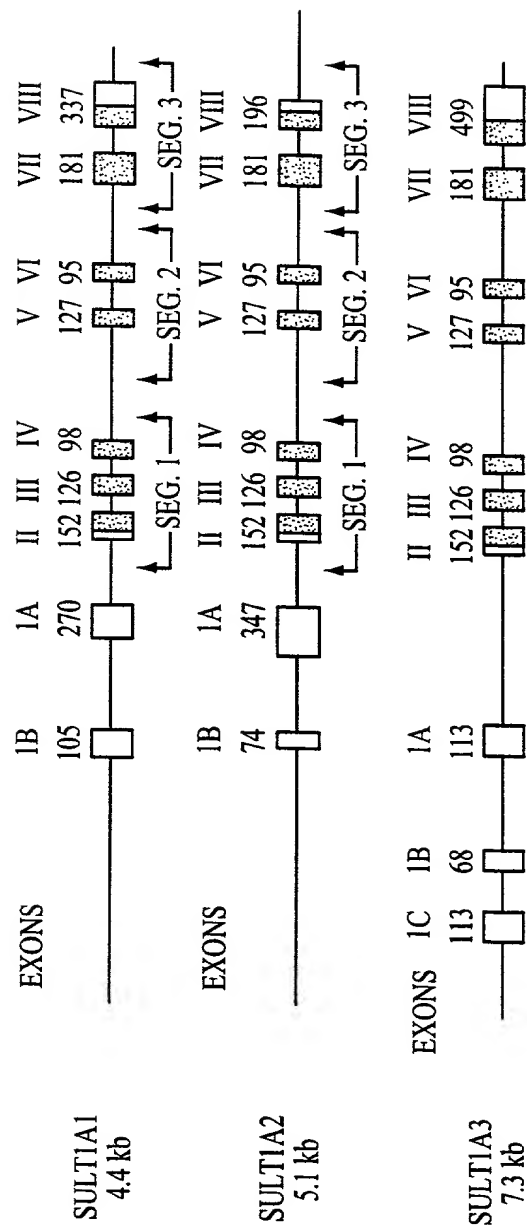 EXONS 1B 1A II III IV V VI VII VIII
105 270 152 126 98 127 95 181 337
SULT1A1
4.4 kb
SEG. 1 SEG. 2 SEG. 3
EXONS 1B 1A II III IV V VI VII VIII
74 347 152 126 98 127 95 181 196
SULT1A2
5.1 kb
SEG. 1 SEG. 2 SEG. 3
EXONS 1C 1B 1A II III IV V VI VII VIII
113 68 113 152 126 98 127 95 181 499
SULT1A3
7.3 kb